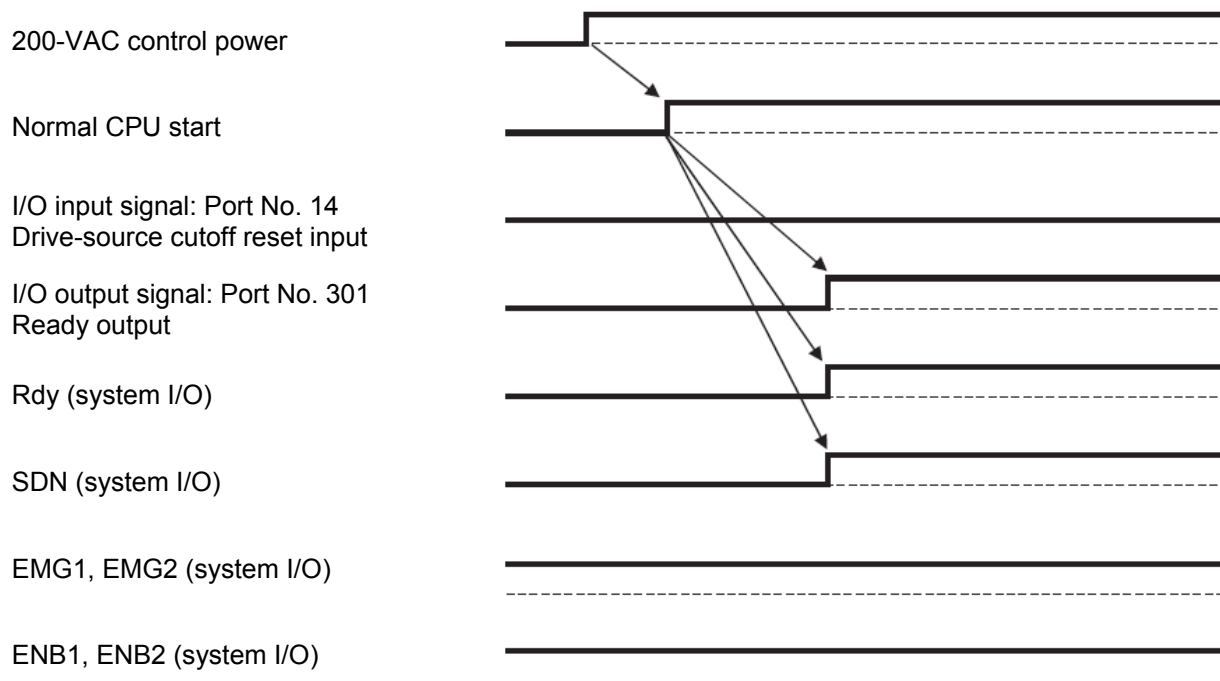 200-VAC control power
Normal CPU start
I/O input signal: Port No. 14
Drive-source cutoff reset input
I/O output signal: Port No. 301
Ready output
Rdy (system I/O)
SDN (system I/O)
EMG1, EMG2 (system I/O)
ENB1, ENB2 (system I/O)